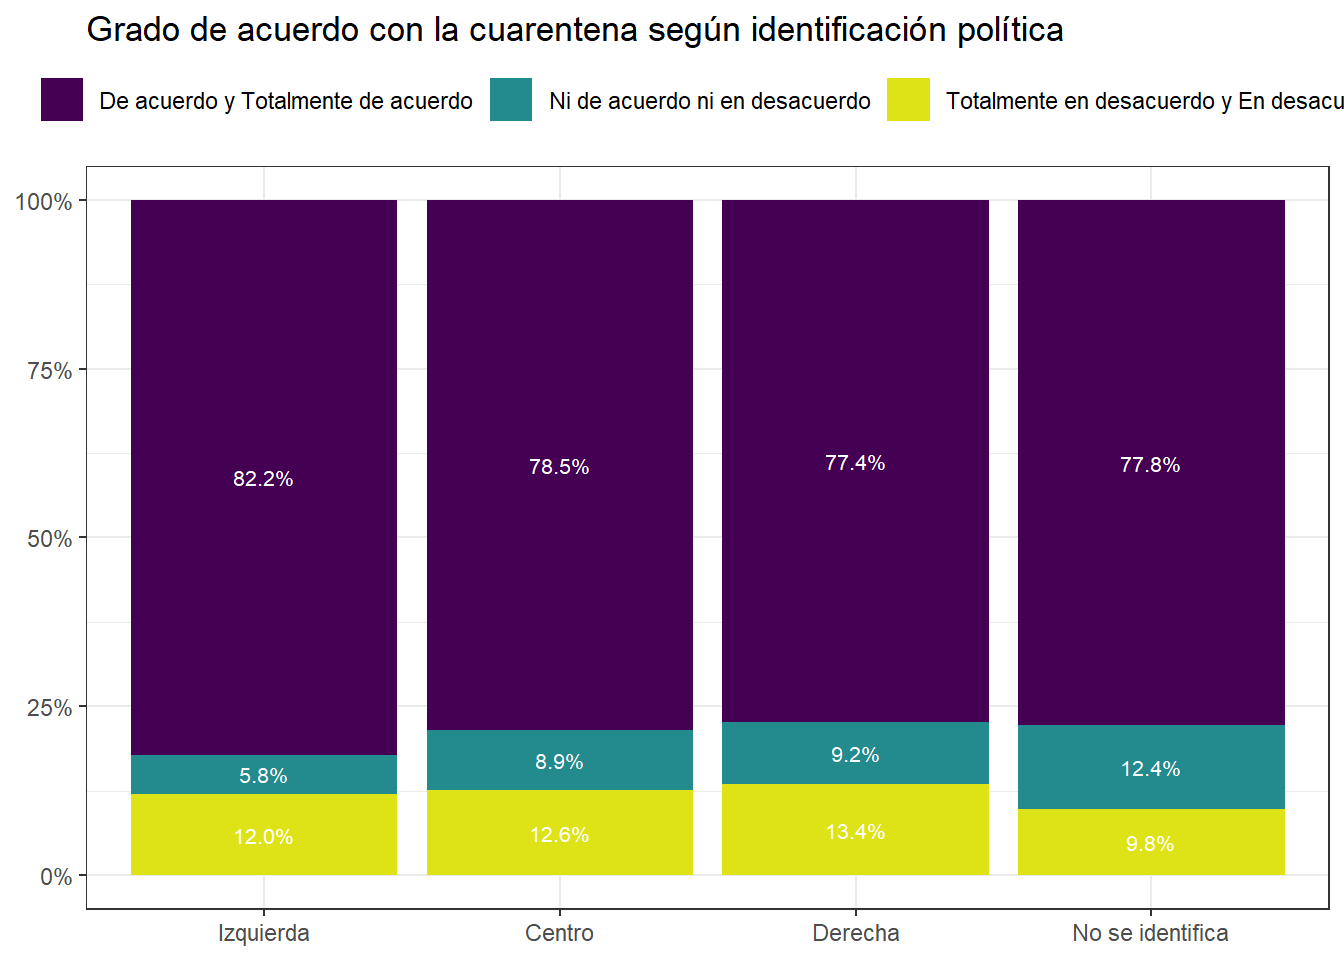 Grado de acuerdo con la cuarentena según identificación política
De acuerdo y Totalmente de acuerdo Ni de acuerdo ni en desacuerdo Totalmente en desacuerdo y En desacu
100%
75%
50%
25%
0%
82.2% 78.5% 77.4% 77.8%
5.8% 8.9% 9.2% 12.4%
12.0% 12.6% 13.4% 9.8%
Izquierda Centro Derecha No se identifica